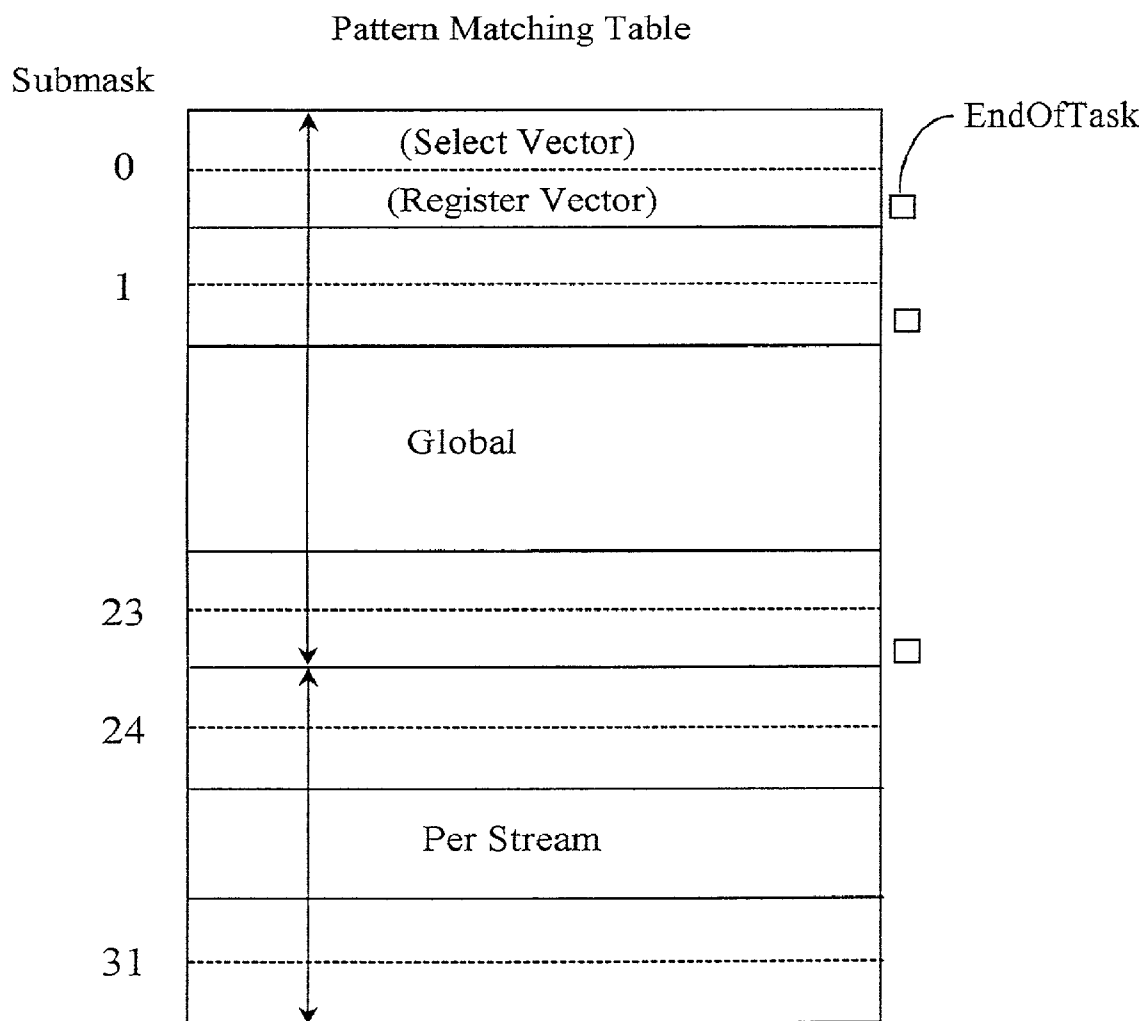 Pattern Matching Table
Submask
EndOfTask
(Select Vector)
0
(Register Vector)
1
Global
23
24
Per Stream
31